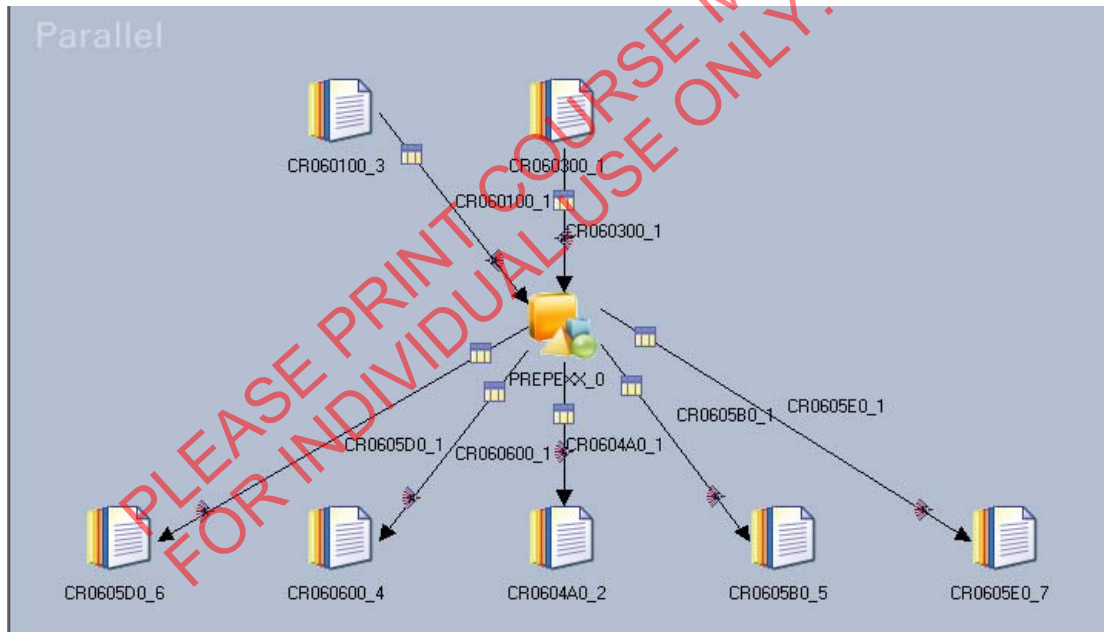 Parallel
CR060100_3
CR060300_1
CR060100_1
CR060300_1
PREPEXX_0
CR0605D0_1
CR060600_1
CR0604A0_1
CR0605B0_1
CR0605E0_1
CR0605D0_6
CR060600_4
CR0604A0_2
CR0605B0_5
CR0605E0_7
PLEASE PRINT COURSE
FOR INDIVIDUAL USE ONLY.